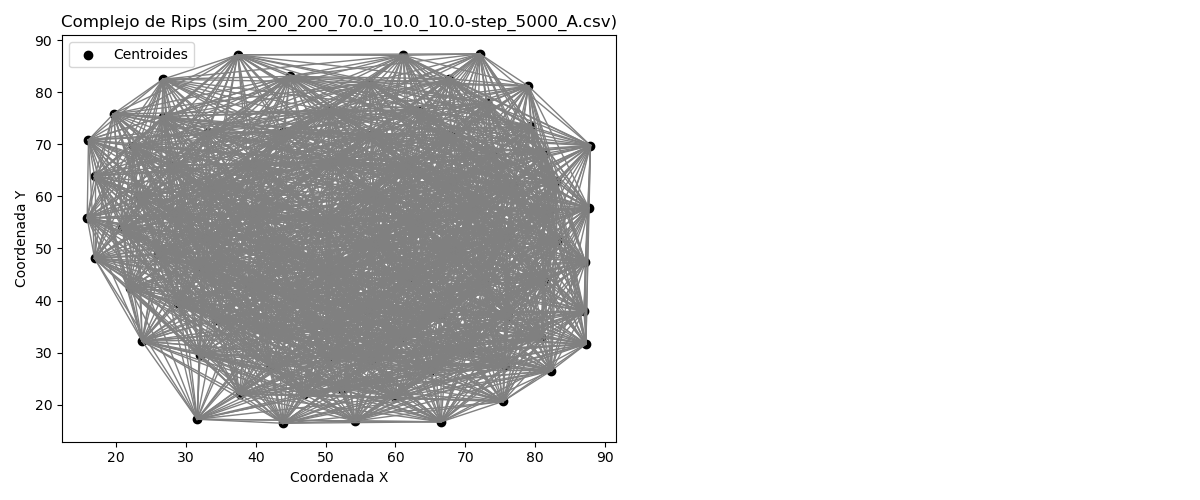 Complejo de Rips (sim_200_200_70.0_10.0_10.0-step_5000_A.csv)
Centroides
90
80
70
60
50
40
30
20
Coordenada Y
20 30 40 50 60 70 80 90
Coordenada X